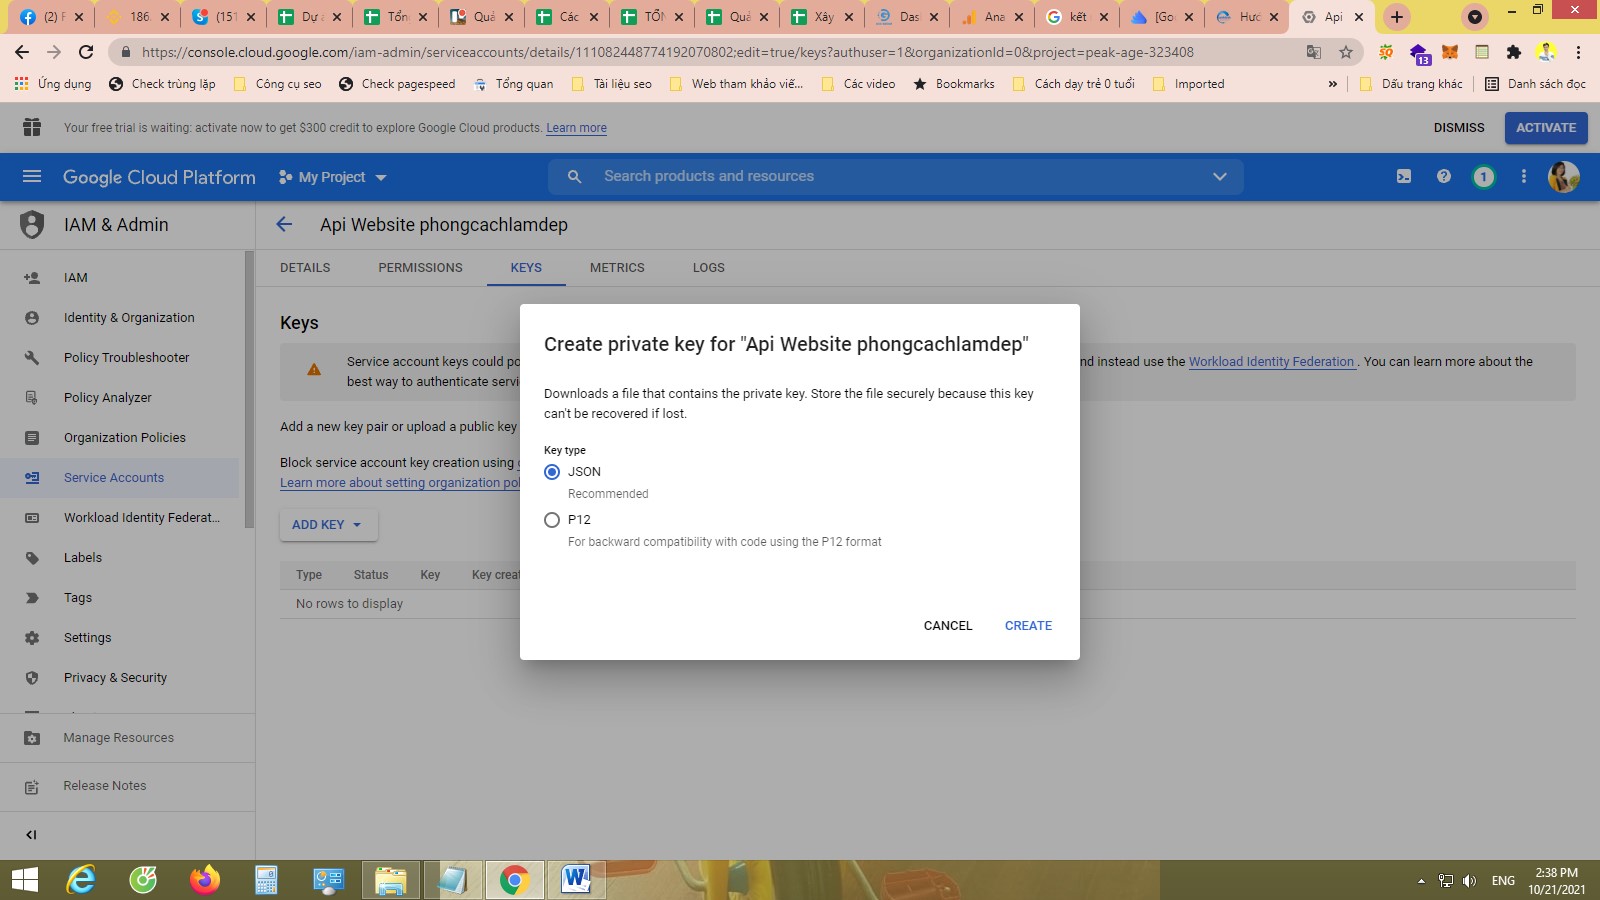 (2) F
186.
(151
Dự á
Tổn
Quả
Các
TỔN
Quả
Xây
Das
Ana
kết
[Go
Hướ
Api
https://console.cloud.google.com/iam-admin/serviceaccounts/details/111082448774192070802;edit=true/keys?authuser=1&organizationId=0&project=peak-age-323408
13
Ứng dụng
Check trùng lặp
Công cụ seo
Check pagespeed
Tổng quan
Tài liệu seo
Web tham khảo viế...
Các video
Bookmarks
Cách dạy trẻ 0 tuổi
Imported
»
Dấu trang khác
Danh sách đọc
Your free trial is waiting: activate now to get $300 credit to explore Google Cloud products. Learn more
DISMISS
ACTIVATE
Google Cloud Platform
My Project
Search products and resources
1
IAM & Admin
Api Website phongcachlamdep
DETAILS
PERMISSIONS
KEYS
METRICS
LOGS
IAM
Identity & Organization
Policy Troubleshooter
Policy Analyzer
Organization Policies
Service Accounts
Workload Identity Federat...
Labels
Tags
Settings
Privacy & Security
Manage Resources
Release Notes
Keys
Service account keys could po
nd instead use the Workload Identity Federation . You can learn more about the
best way to authenticate servi
Add a new key pair or upload a public key
Block service account key creation using
Learn more about setting organization pol
ADD KEY
Type
Status
Key
Key creat
No rows to display
Create private key for "Api Website phongcachlamdep"
Downloads a file that contains the private key. Store the file securely because this key
can't be recovered if lost.
Key type
JSON
Recommended
P12
For backward compatibility with code using the P12 format
CANCEL
CREATE
ENG
2:38 PM
10/21/2021